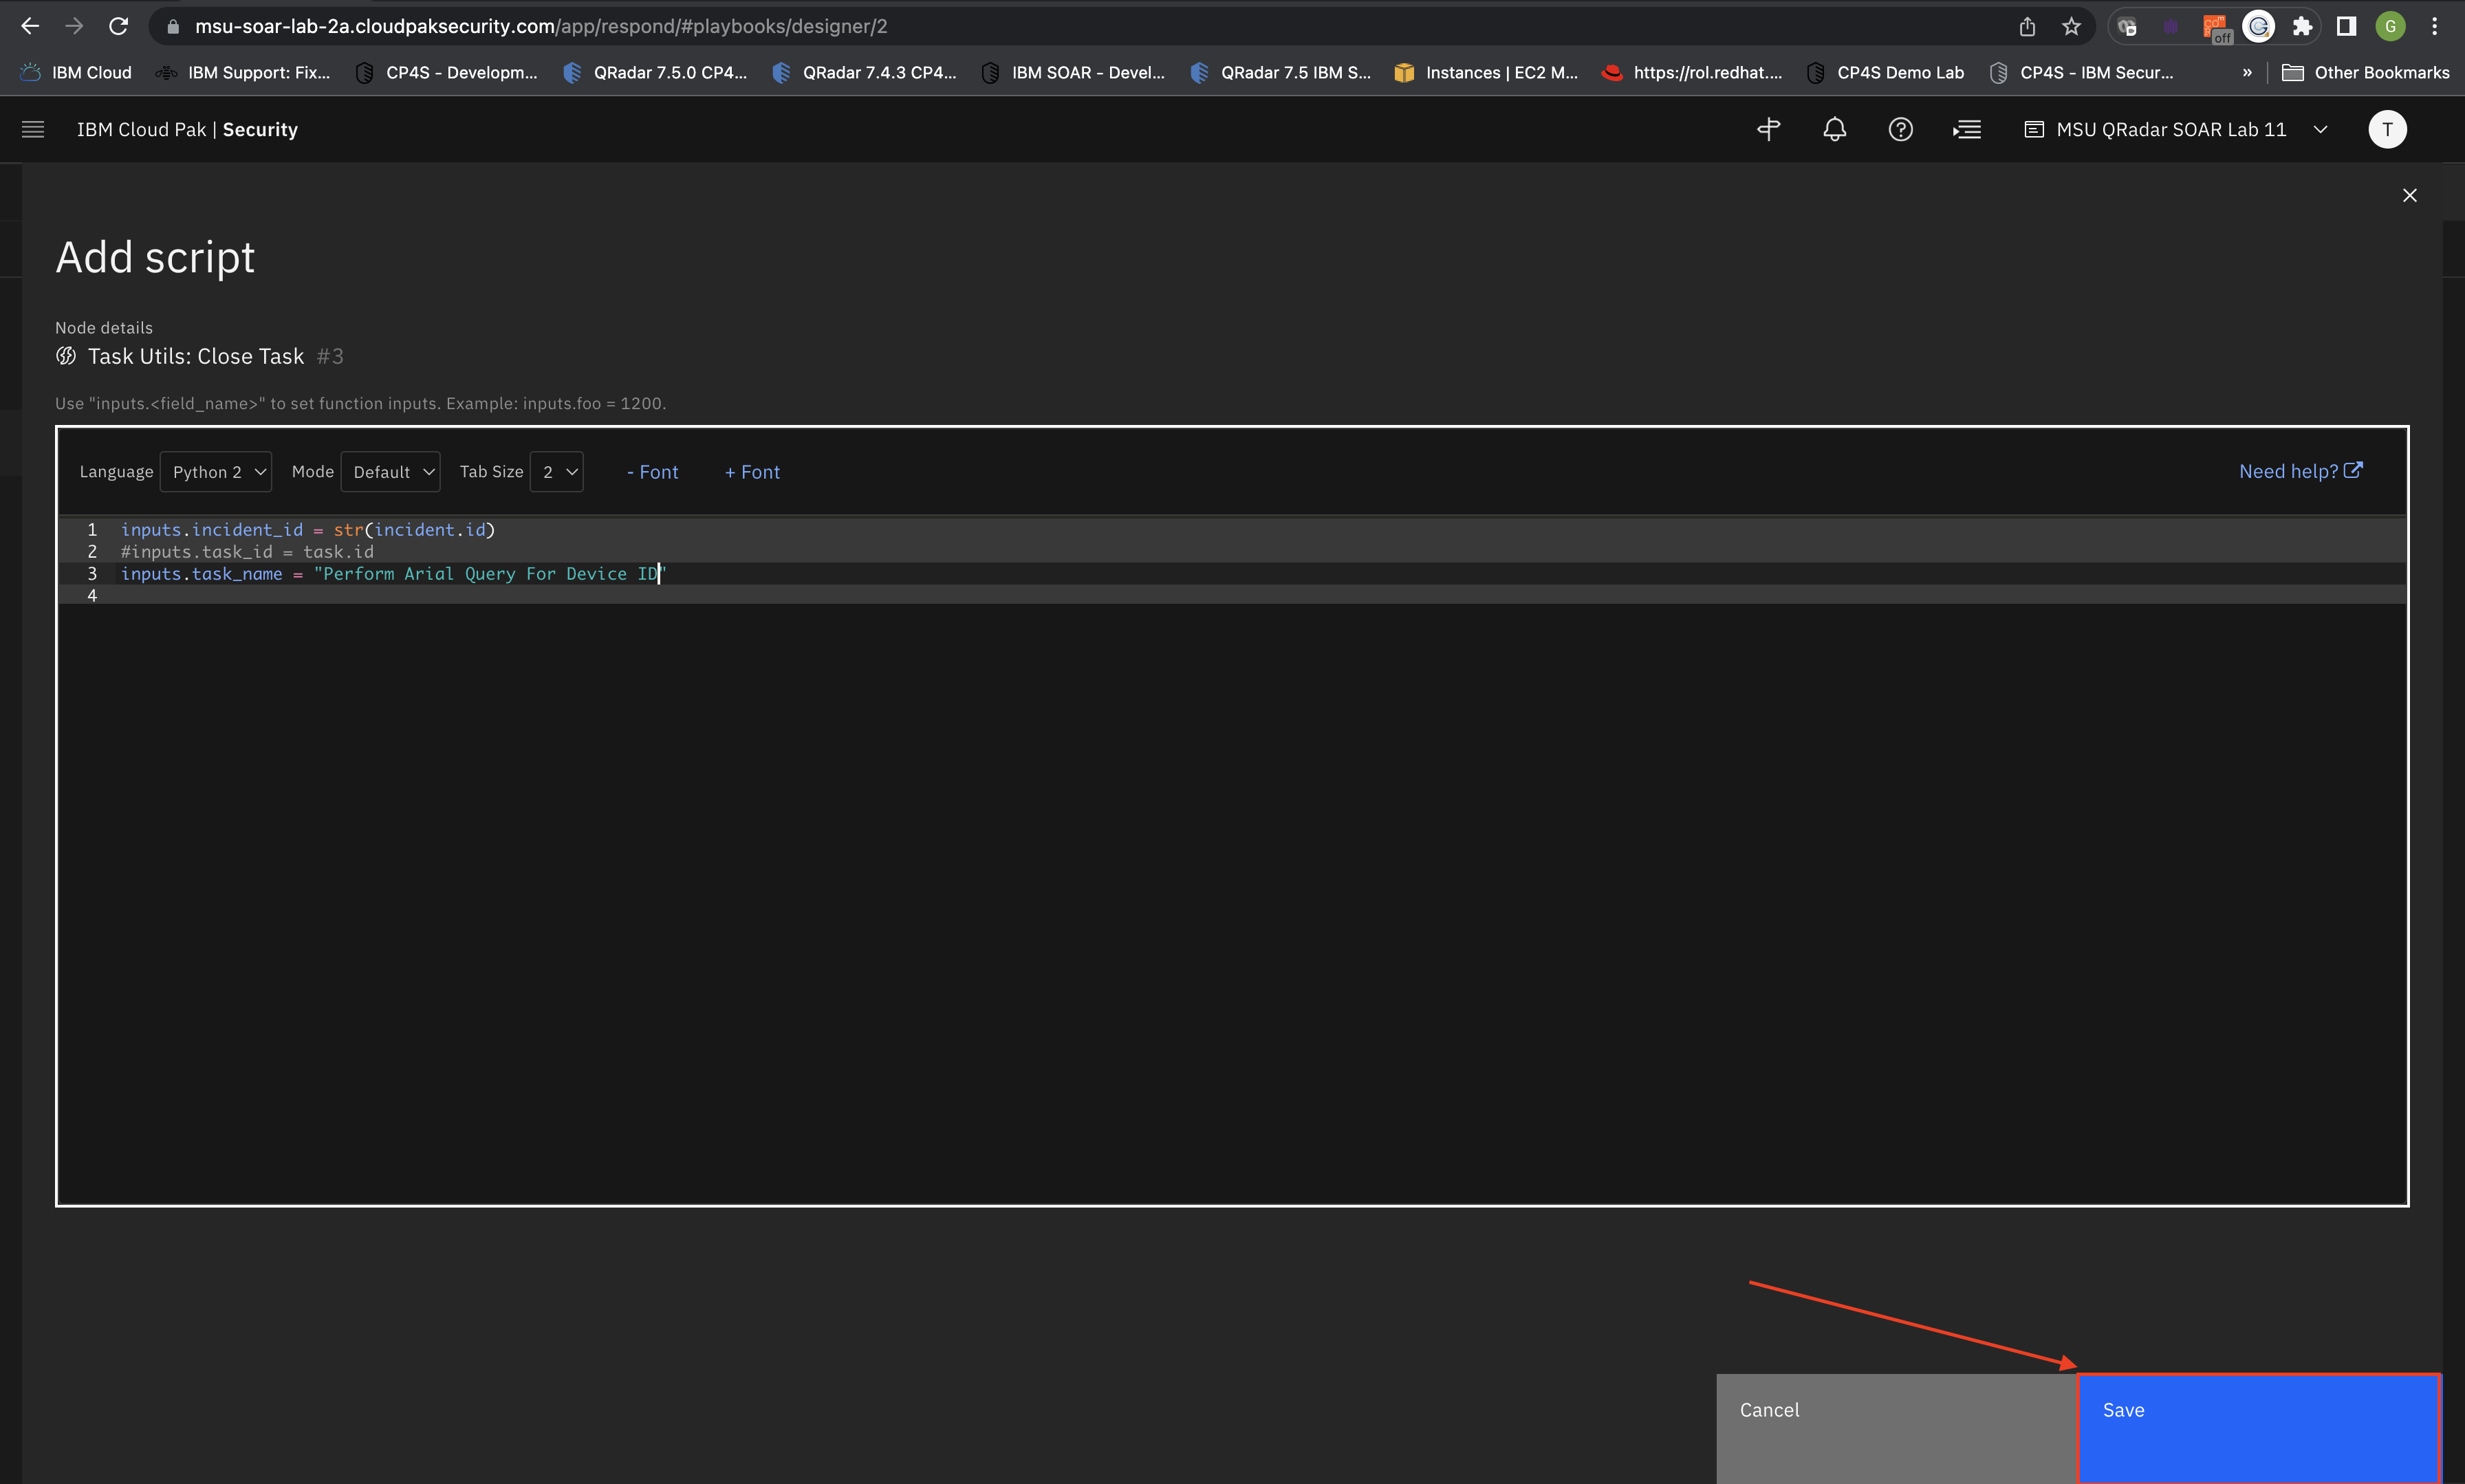 msu-soar-lab-2a.cloudpaksecurity.com/app/respond/#playbooks/designer/2
off
G
IBM Cloud
IBM Support: Fix...
CP4S - Developm...
QRadar 7.5.0 CP4...
QRadar 7.4.3 CP4...
IBM SOAR - Devel...
QRadar 7.5 IBM S...
Instances | EC2 M...
https://rol.redhat....
CP4S Demo Lab
CP4S - IBM Secur...
»
Other Bookmarks
IBM Cloud Pak | Security
MSU QRadar SOAR Lab 11
T
Add script
Node details
Task Utils: Close Task #3
Use "inputs.<field_name>" to set function inputs. Example: inputs.foo = 1200.
Language Python 2 Mode Default Tab Size 2 - Font + Font Need help?
1 inputs.incident_id = str(incident.id)
2 #inputs.task_id = task.id
3 inputs.task_name = "Perform Arial Query For Device ID"
4
Cancel
Save